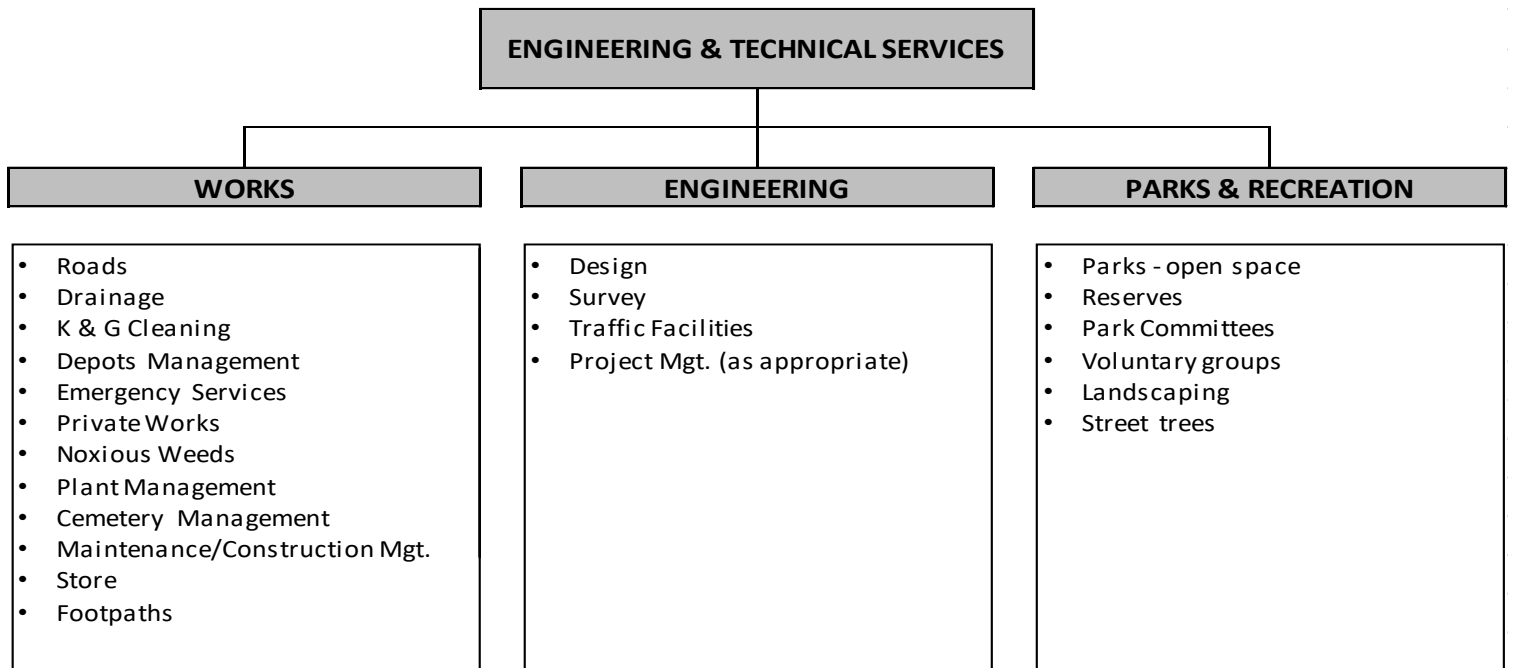 ENGINEERING & TECHNICAL SERVICES
WORKS
• Roads
• Drainage
• K & G Cleaning
• Depots Management
• Emergency Services
• Private Works
• Noxious Weeds
• Plant Management
• Cemetery Management
• Maintenance/Construction Mgt.
• Store
• Footpaths
ENGINEERING
• Design
• Survey
• Traffic Facilities
• Project Mgt. (as appropriate)
PARKS & RECREATION
• Parks - open space
• Reserves
• Park Committees
• Voluntary groups
• Landscaping
• Street trees